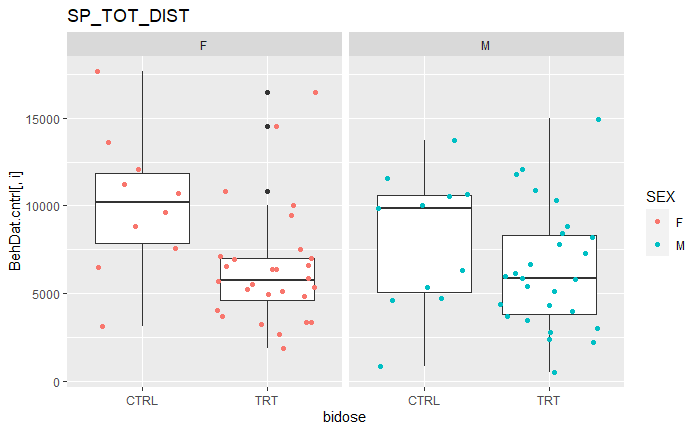 SP_TOT_DIST
F
M
BehDat.cntrl[, i]
15000
10000
5000
0
CTRL
TRT
CTRL
TRT
bidose
SEX
F
M